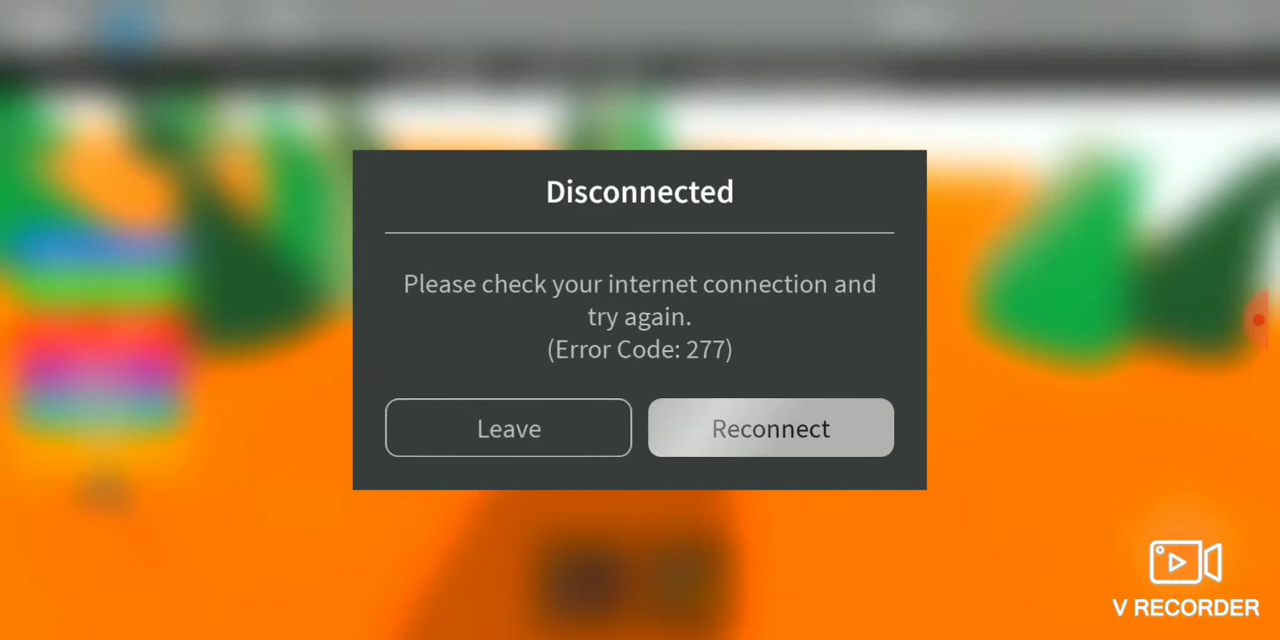 Disconnected
Please check your internet connection and
try again.
(Error Code: 277)
Leave
Reconnect
V RECORDER